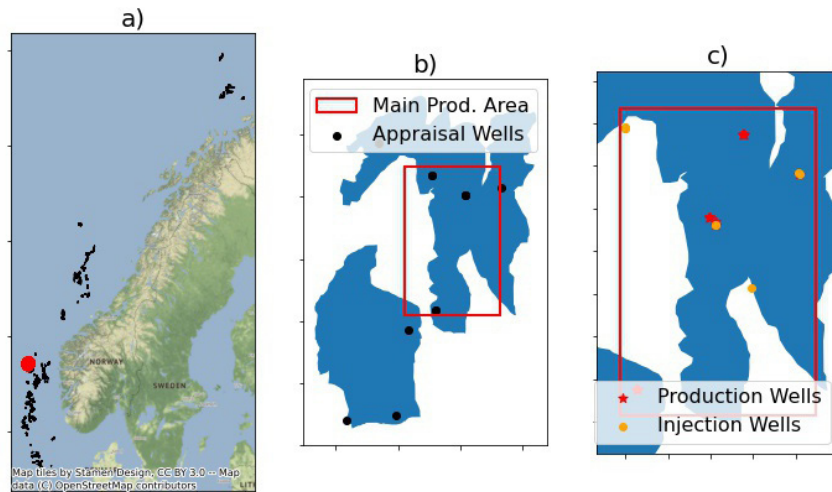 a)
b)
c)
Main Prod. Area
Appraisal Wells
NORWAY
SWEDEN
Production Wells
Injection Wells
Map tiles by Stamen Design, CC BY 3.0 -- Map
data (C) OpenStreetMap contributors
LIT